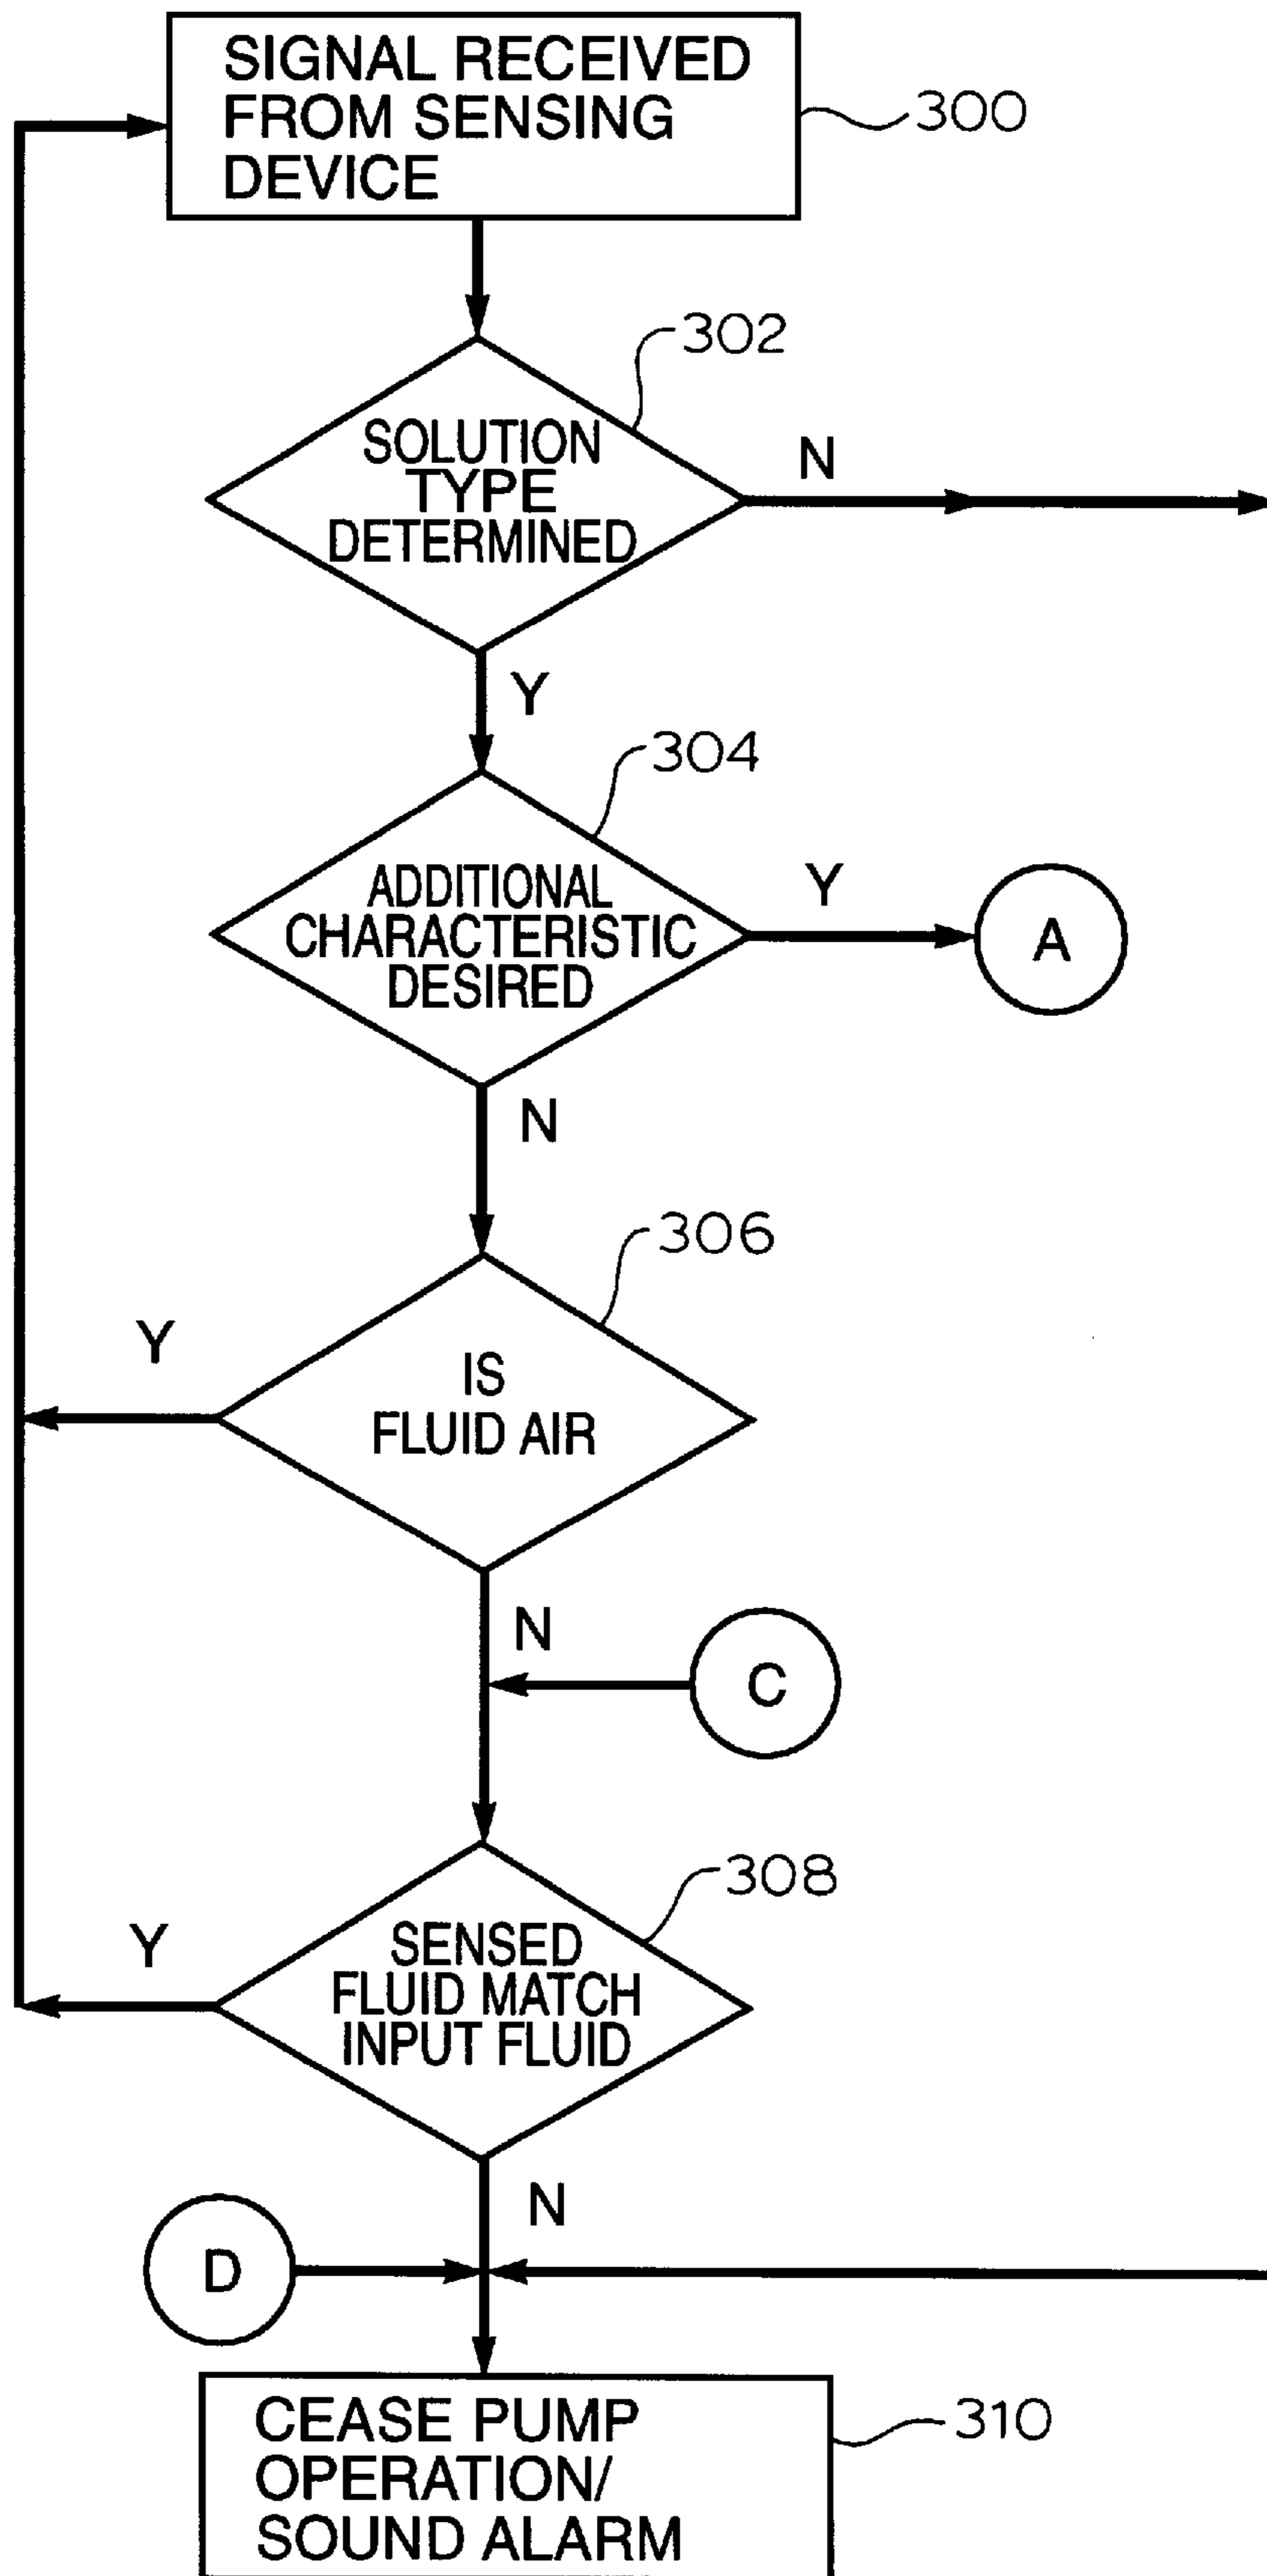 SIGNAL RECEIVED
FROM SENSING
DEVICE
300
302
SOLUTION
TYPE
DETERMINED
N
Y
304
ADDITIONAL
CHARACTERISTIC
DESIRED
Y
A
N
306
IS
FLUID AIR
Y
N
C
308
SENSED
FLUID MATCH
INPUT FLUID
Y
N
D
CEASE PUMP
OPERATION/
SOUND ALARM
310